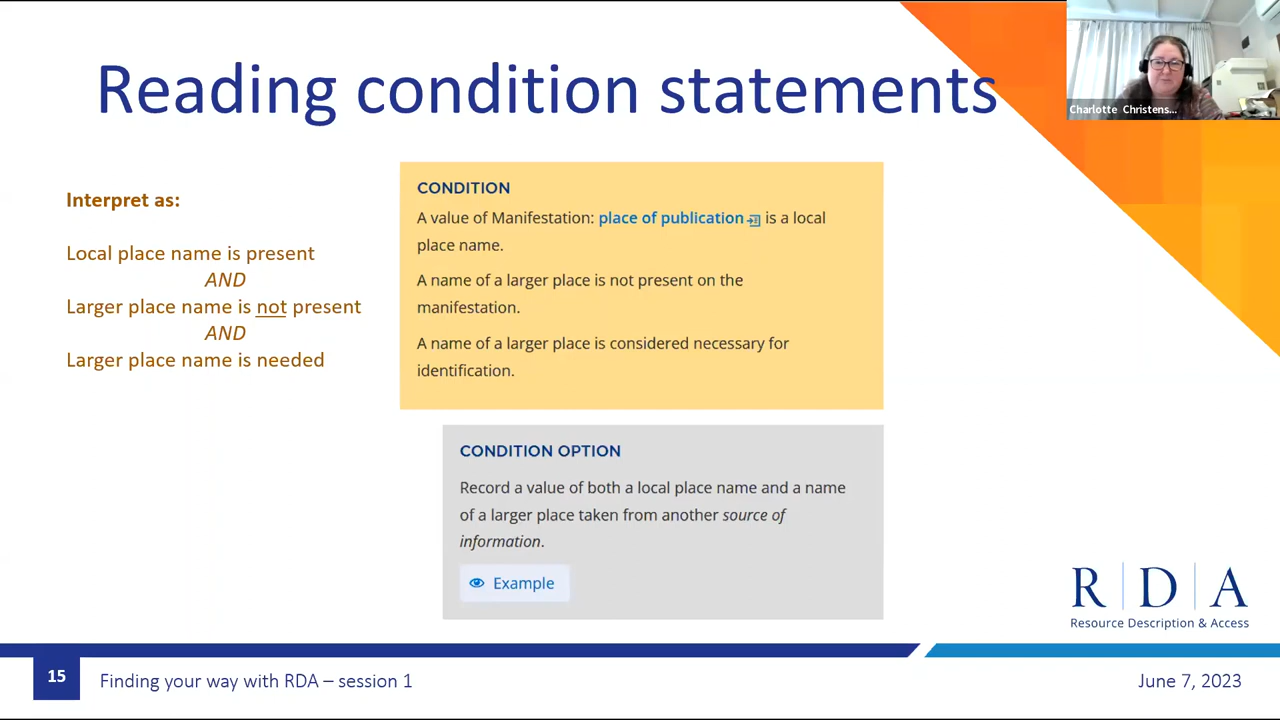 Reading condition statements
Charlotte Christens...
Interpret as:
Local place name is present
AND
Larger place name is not present
AND
Larger place name is needed
CONDITION
A value of Manifestation: place of publication is a local
place name.
A name of a larger place is not present on the
manifestation.
A name of a larger place is considered necessary for
identification.
CONDITION OPTION
Record a value of both a local place name and a name
of a larger place taken from another source of
information.
Example
R D A
Resource Description & Access
15
Finding your way with RDA – session 1
June 7, 2023